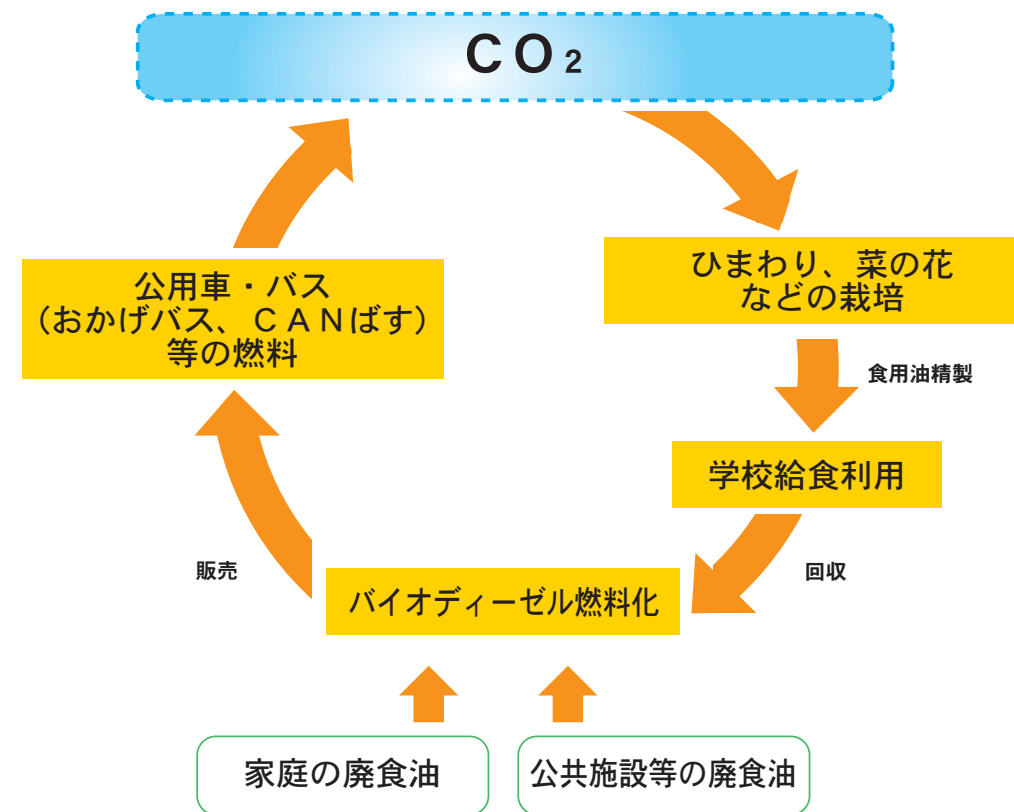 CO₂
ひまわり、菜の花
などの栽培
食用油精製
学校給食利用
回収
バイオディーゼル燃料化
販売
公用車・バス
（おかげバス、ＣＡＮばす）
等の燃料
家庭の廃食油
公共施設等の廃食油